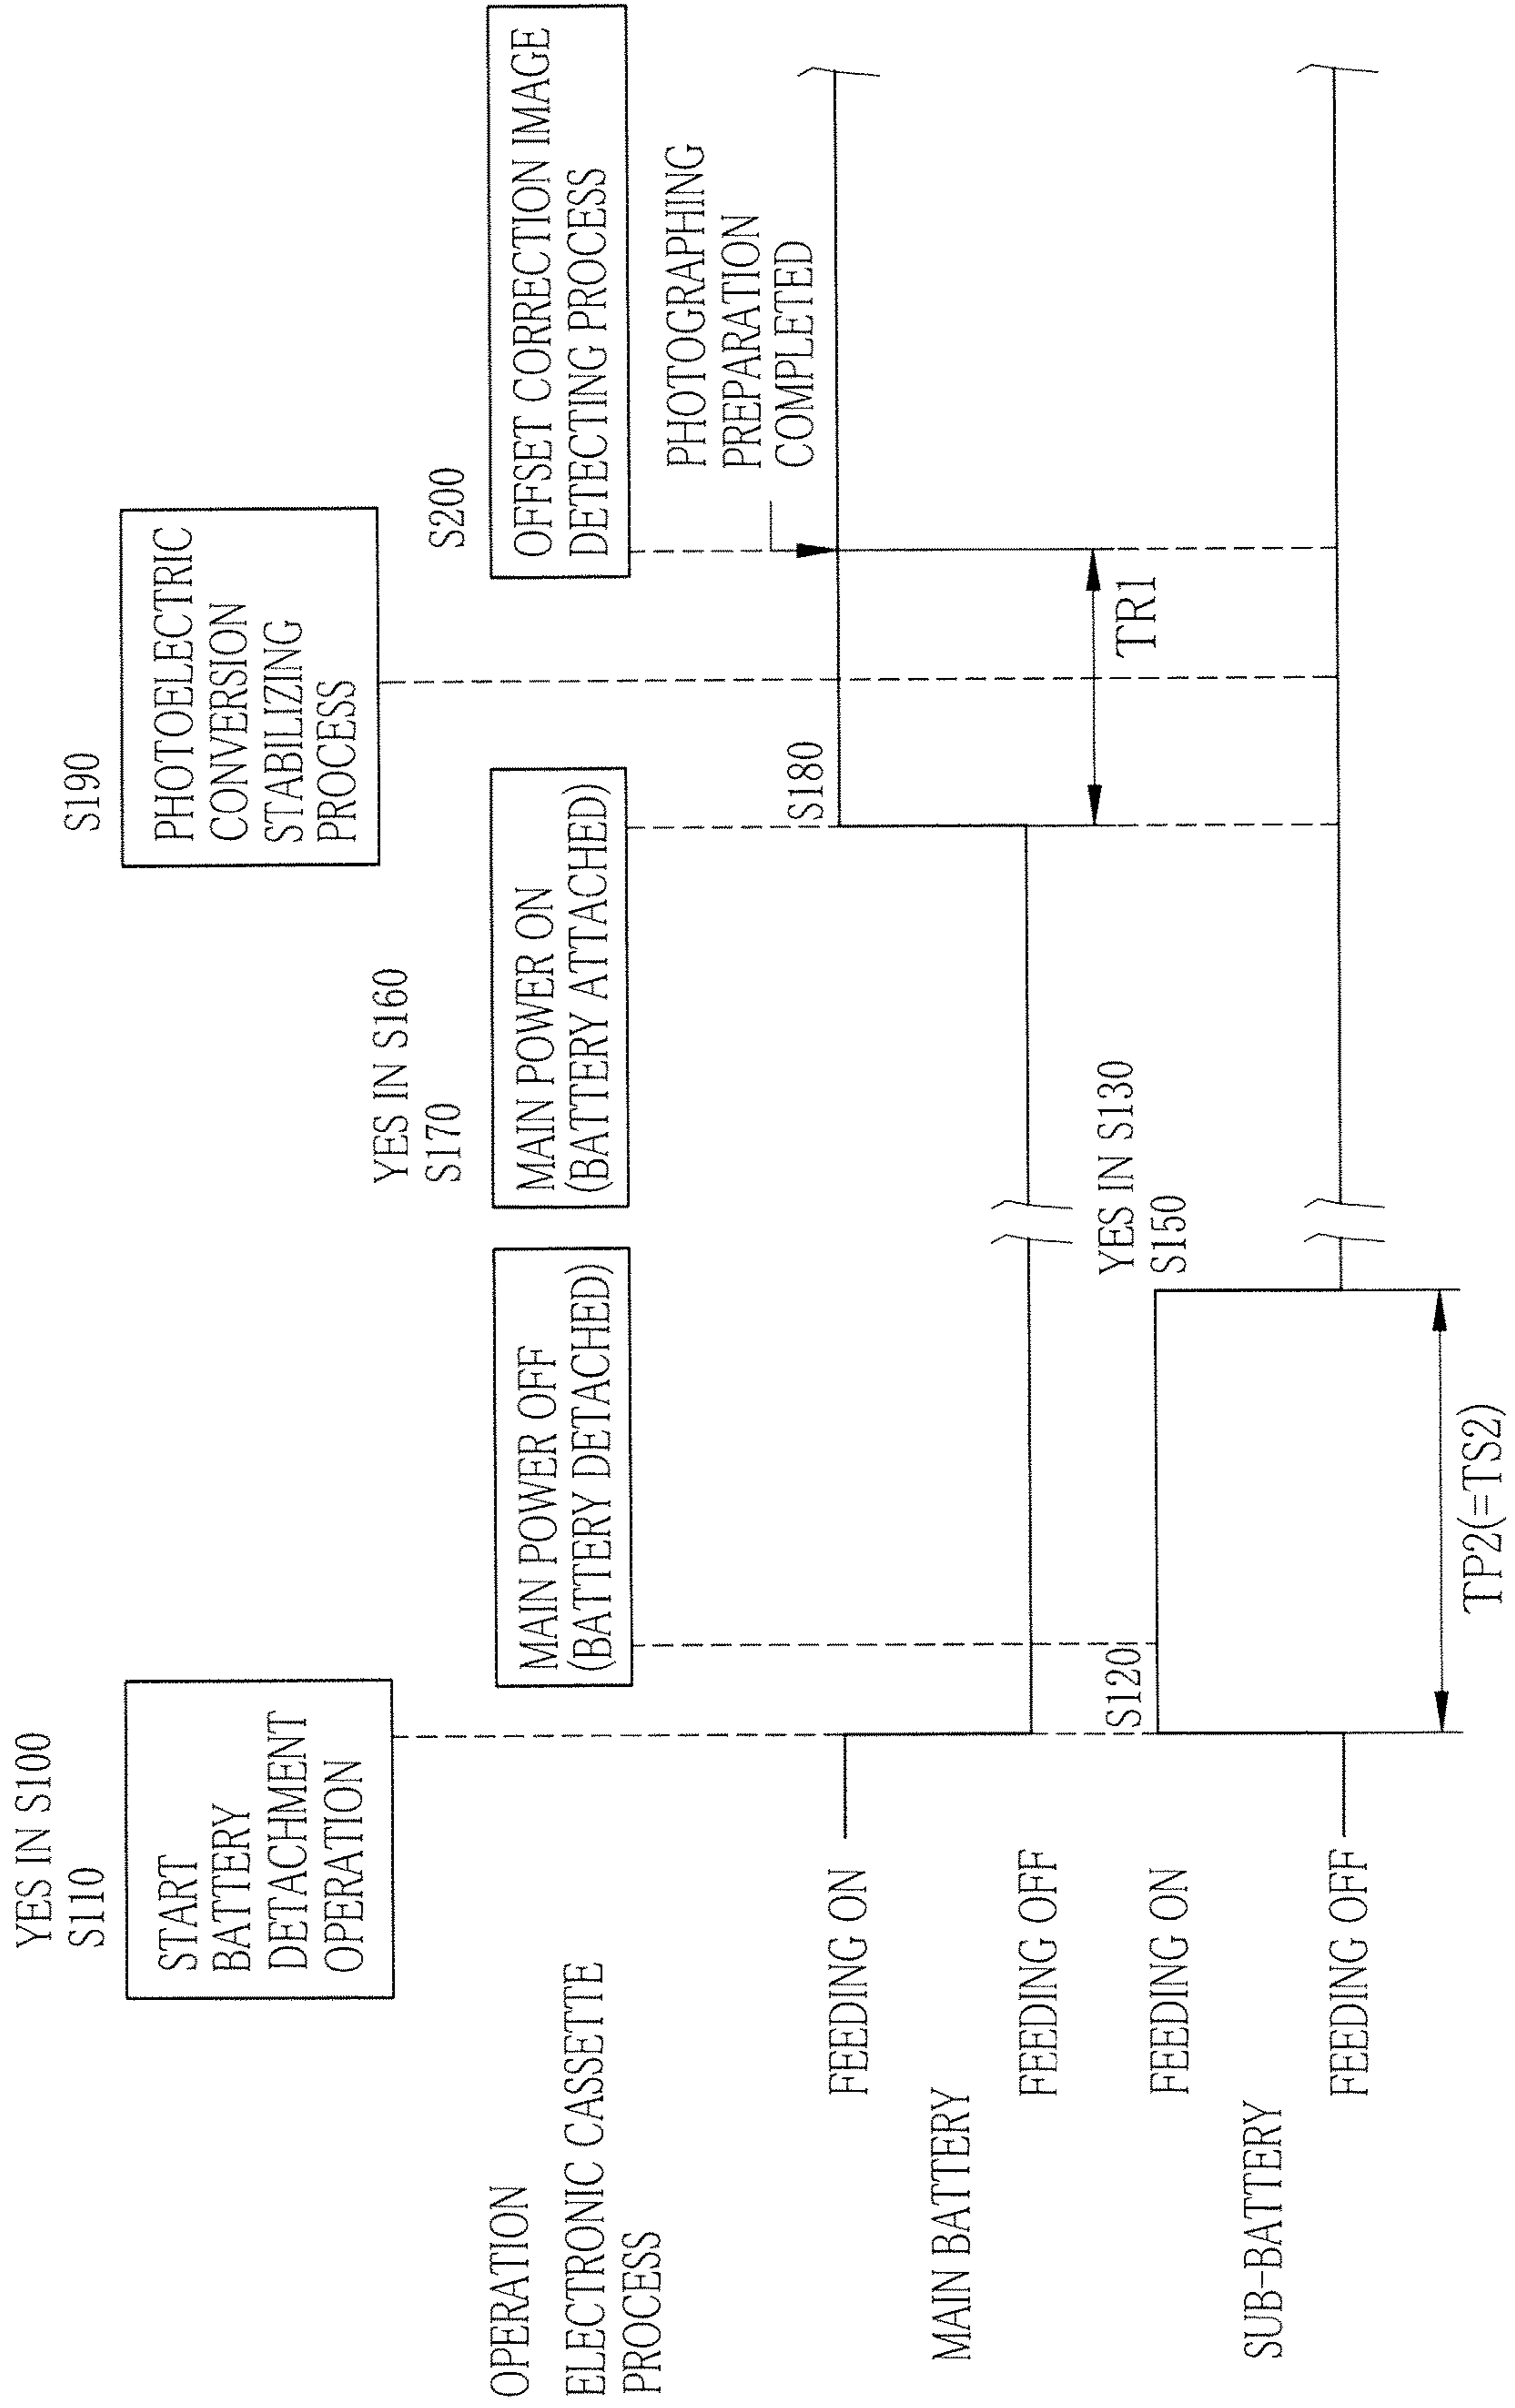 YES IN S100
S110
START
BATTERY
DETACHMENT
OPERATION
S190
PHOTOELECTRIC
CONVERSION
STABILIZING
PROCESS
YES IN S160
S170
S200
OPERATION
MAIN POWER OFF
(BATTERY DETACHED)
MAIN POWER ON
(BATTERY ATTACHED)
OFFSET CORRECTION IMAGE
DETECTING PROCESS
ELECTRONIC CASSETTE
PROCESS
PHOTOGRAPHING
PREPARATION
COMPLETED
S180
MAIN BATTERY
FEEDING ON
FEEDING OFF
TR1
YES IN S130
S150
S120
SUB-BATTERY
FEEDING ON
FEEDING OFF
TP2(=TS2)